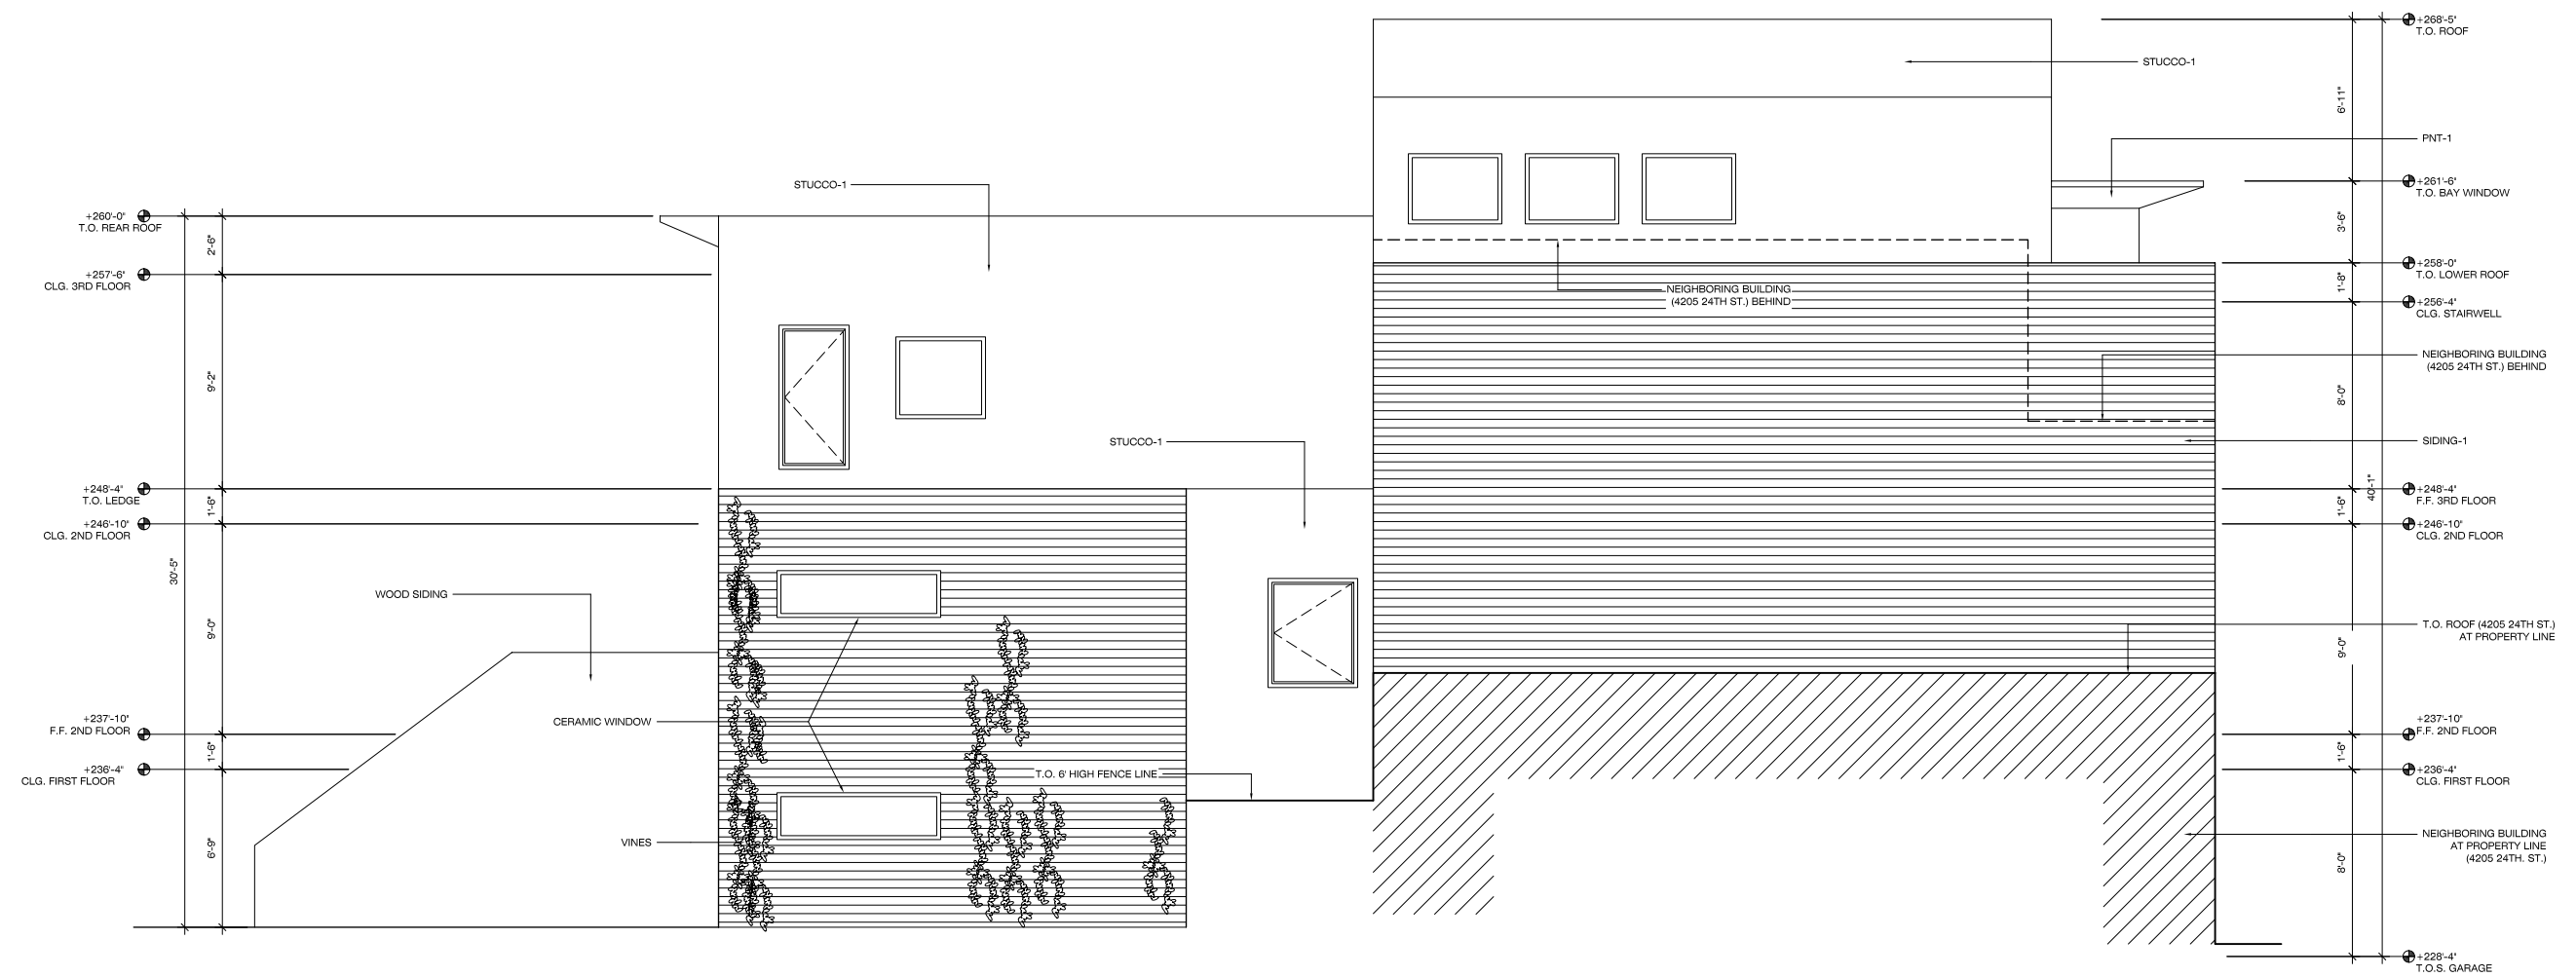 +268'-5"
T.O. ROOF
STUCCO-1
6'-11"
PNT-1
+261'-6"
T.O. BAY WINDOW
STUCCO-1
+260'-0"
T.O. REAR ROOF
3'-6"
2'-6"
+258'-0"
T.O. LOWER ROOF
+257'-6"
CLG. 3RD FLOOR
1'-8"
NEIGHBORING BUILDING
(4205 24TH ST.) BEHIND
+256'-4"
CLG. STAIRWELL
NEIGHBORING BUILDING
(4205 24TH ST.) BEHIND
9'-2"
8'-0"
STUCCO-1
SIDING-1
+248'-4"
T.O. LEDGE
40'-1"
+248'-4"
F.F. 3RD FLOOR
1'-6"
1'-6"
+246'-10"
CLG. 2ND FLOOR
+246'-10"
CLG. 2ND FLOOR
30'-5"
WOOD SIDING
9'-0"
T.O. ROOF (4205 24TH ST.)
AT PROPERTY LINE
9'-0"
CERAMIC WINDOW
+237'-10"
F.F. 2ND FLOOR
+237'-10"
F.F. 2ND FLOOR
1'-6"
1'-6"
+236'-4"
CLG. FIRST FLOOR
T.O. 6' HIGH FENCE LINE
+236'-4"
CLG. FIRST FLOOR
6'-9"
VINES
NEIGHBORING BUILDING
AT PROPERTY LINE
(4205 24TH. ST.)
8'-0"
+228'-4"
T.O.S. GARAGE